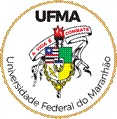 UFMA
A VIDA
COMBATE
Universidade Federal do Maranhão